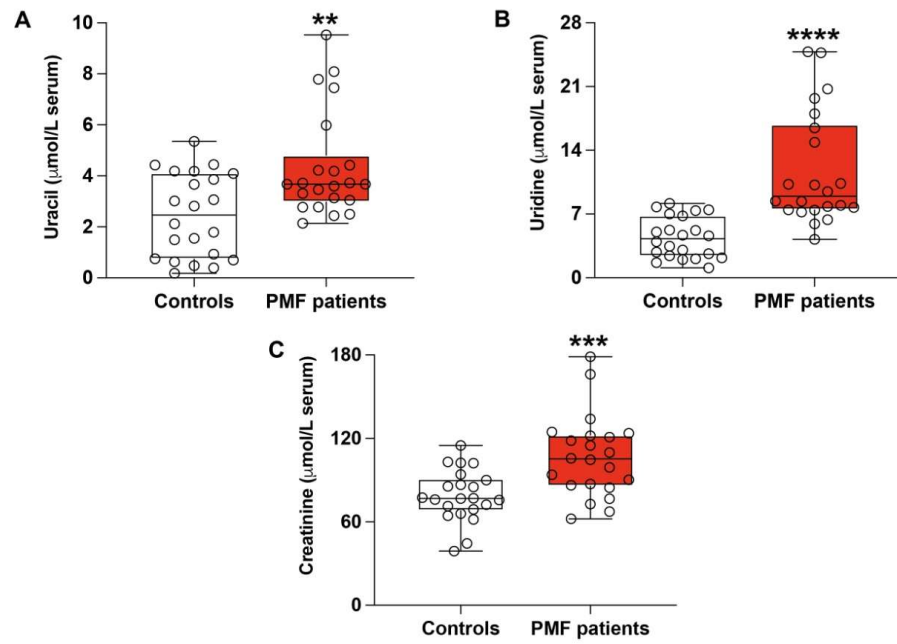 A
Uracil (μmol/L serum)
10
8
6
4
2
0
**
Controls
PMF patients
B
Uridine (μmol/L serum)
28
21
14
7
0
****
Controls
PMF patients
C
Creatinine (μmol/L serum)
180
120
60
0
***
Controls
PMF patients